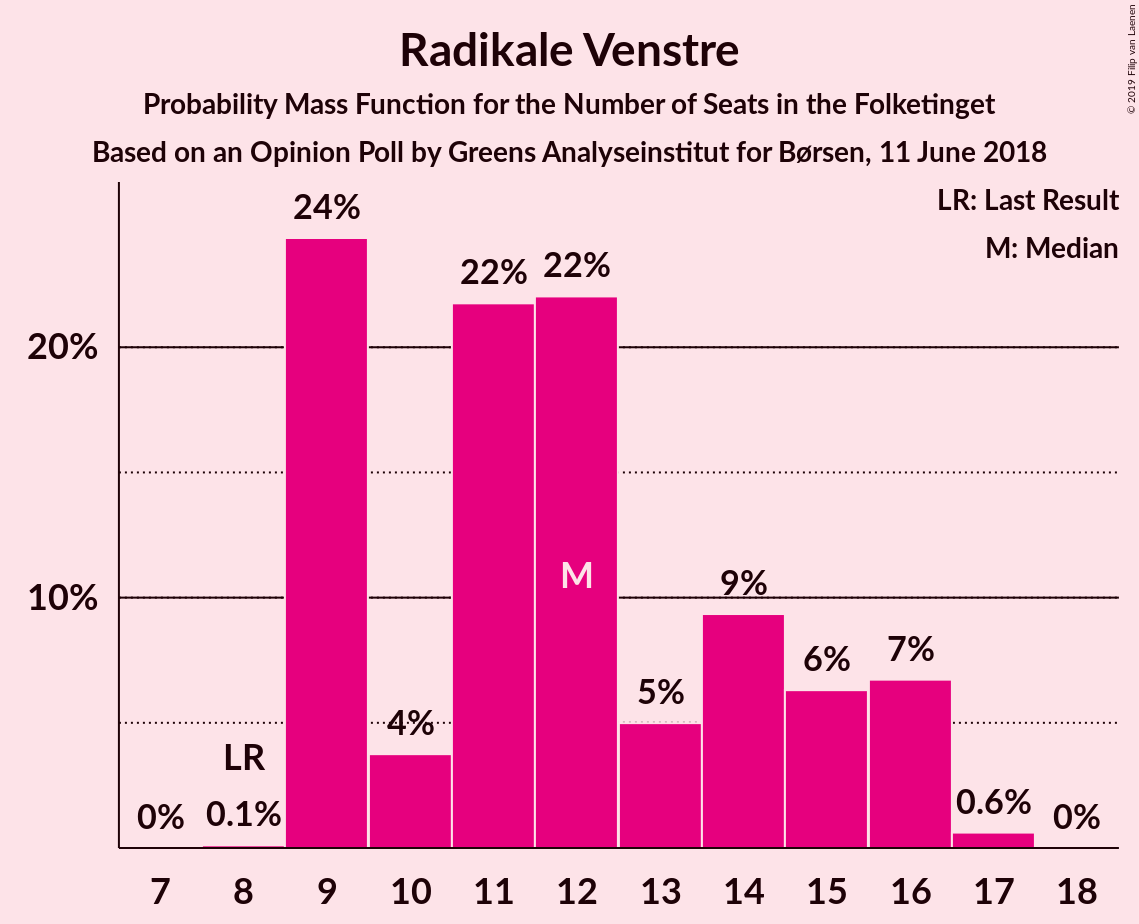 Radikale Venstre
Probability Mass Function for the Number of Seats in the Folketinget
Based on an Opinion Poll by Greens Analyseinstitut for Børsen, 11 June 2018
© 2019 Filip van Laenen
LR: Last Result
M: Median
20%
10%
0%
LR
0.1%
24%
4%
22%
22%
M
5%
9%
6%
7%
0.6%
0%
7 8 9 10 11 12 13 14 15 16 17 18